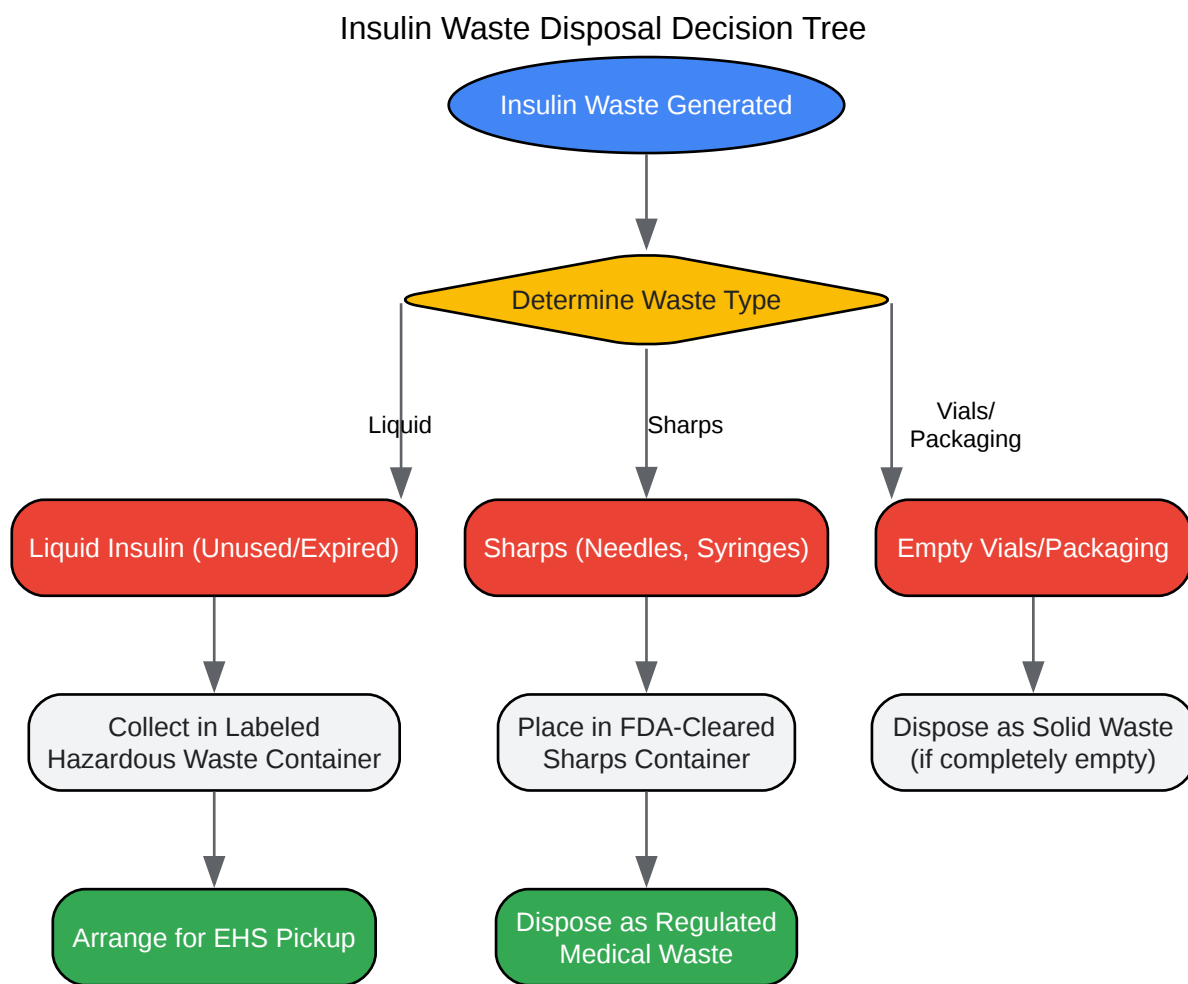 Insulin Waste Disposal Decision Tree
Insulin Waste Generated
Determine Waste Type
Liquid
Sharps
Vials/
Packaging
Liquid Insulin (Unused/Expired)
Sharps (Needles, Syringes)
Empty Vials/Packaging
Collect in Labeled
Hazardous Waste Container
Place in FDA-Cleared
Sharps Container
Dispose as Solid Waste
(if completely empty)
Arrange for EHS Pickup
Dispose as Regulated
Medical Waste